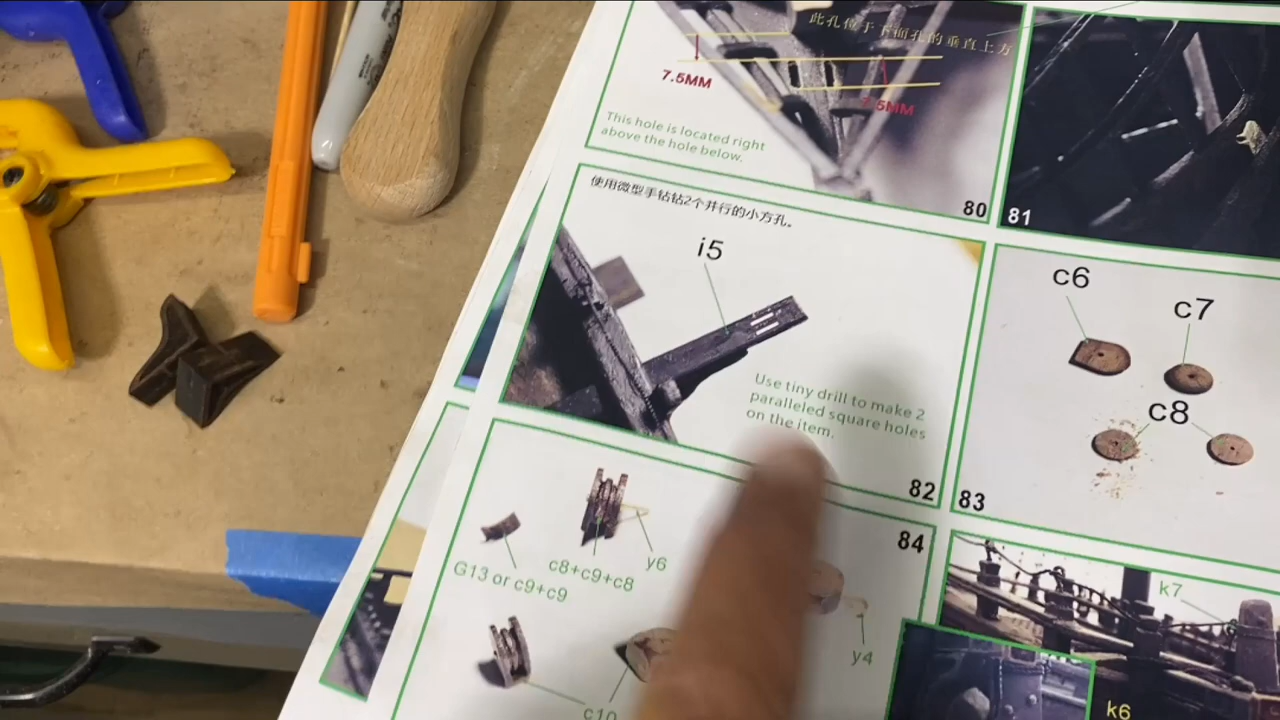 此孔位于下面孔的垂直上方
7.5MM
7.5MM
This hole is located right
above the hole below.
80
81
使用微型手钻钻2个并行的小方孔。
i5
Use tiny drill to make 2
paralleled square holes
on the item.
82
c6
c7
c8
83
84
G13 or c9+c9
c8+c9+c8
y6
y4
c10
k7
k6